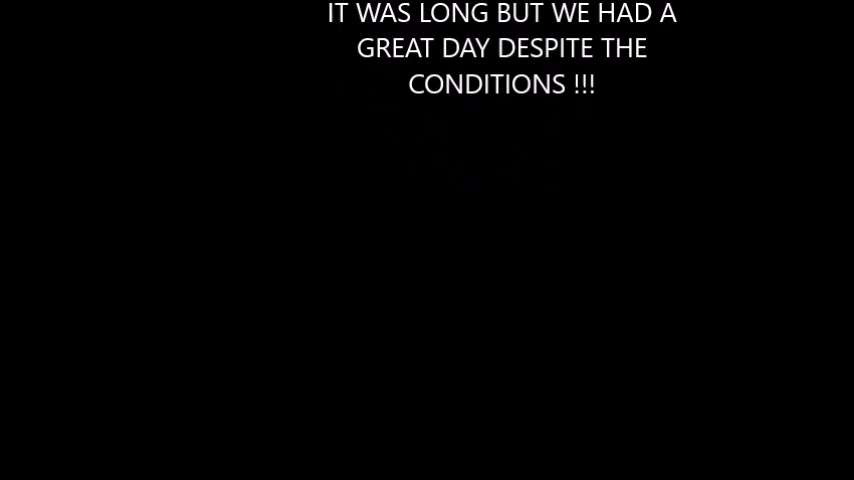 IT WAS LONG BUT WE HAD A
GREAT DAY DESPITE THE
CONDITIONS !!!